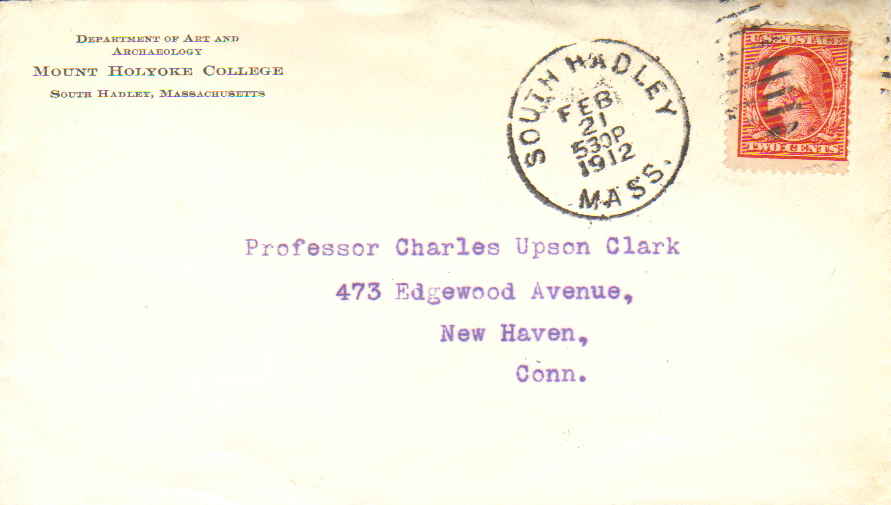 DEPARTMENT OF ART AND
ARCHAEOLOGY
MOUNT HOLYOKE COLLEGE
SOUTH HADLEY, MASSACHUSETTS
SOUTH HADLEY
FEB
21
530P
1912
MASS.
U.S. POSTAGE
TWO CENTS
Professor Charles Upson Clark
473 Edgewood Avenue,
New Haven,
Conn.